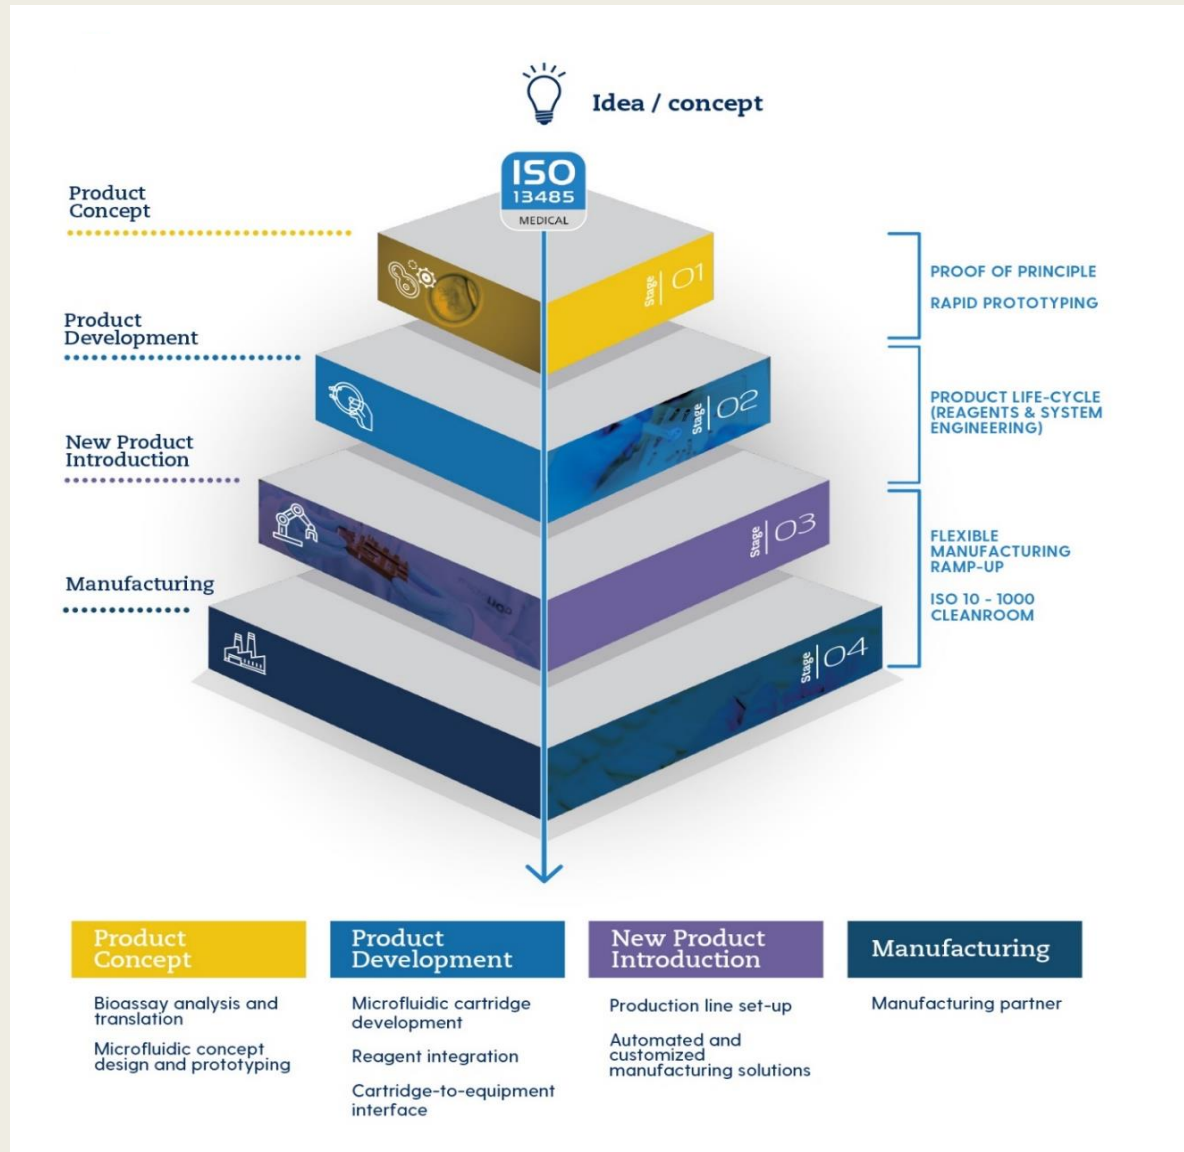 Idea / concept
ISO
13485
MEDICAL
Product
Concept
Stage 01
PROOF OF PRINCIPLE
RAPID PROTOTYPING
Product
Development
Stage 02
PRODUCT LIFE-CYCLE
(REAGENTS & SYSTEM
ENGINEERING)
New Product
Introduction
Stage 03
FLEXIBLE
MANUFACTURING
RAMP-UP
ISO 10 - 1000
CLEANROOM
Manufacturing
Stage 04
Product
Concept
Bioassay analysis and
translation
Microfluidic concept
design and prototyping
Product
Development
Microfluidic cartridge
development
Reagent integration
Cartridge-to-equipment
interface
New Product
Introduction
Production line set-up
Automated and
customized
manufacturing solutions
Manufacturing
Manufacturing partner